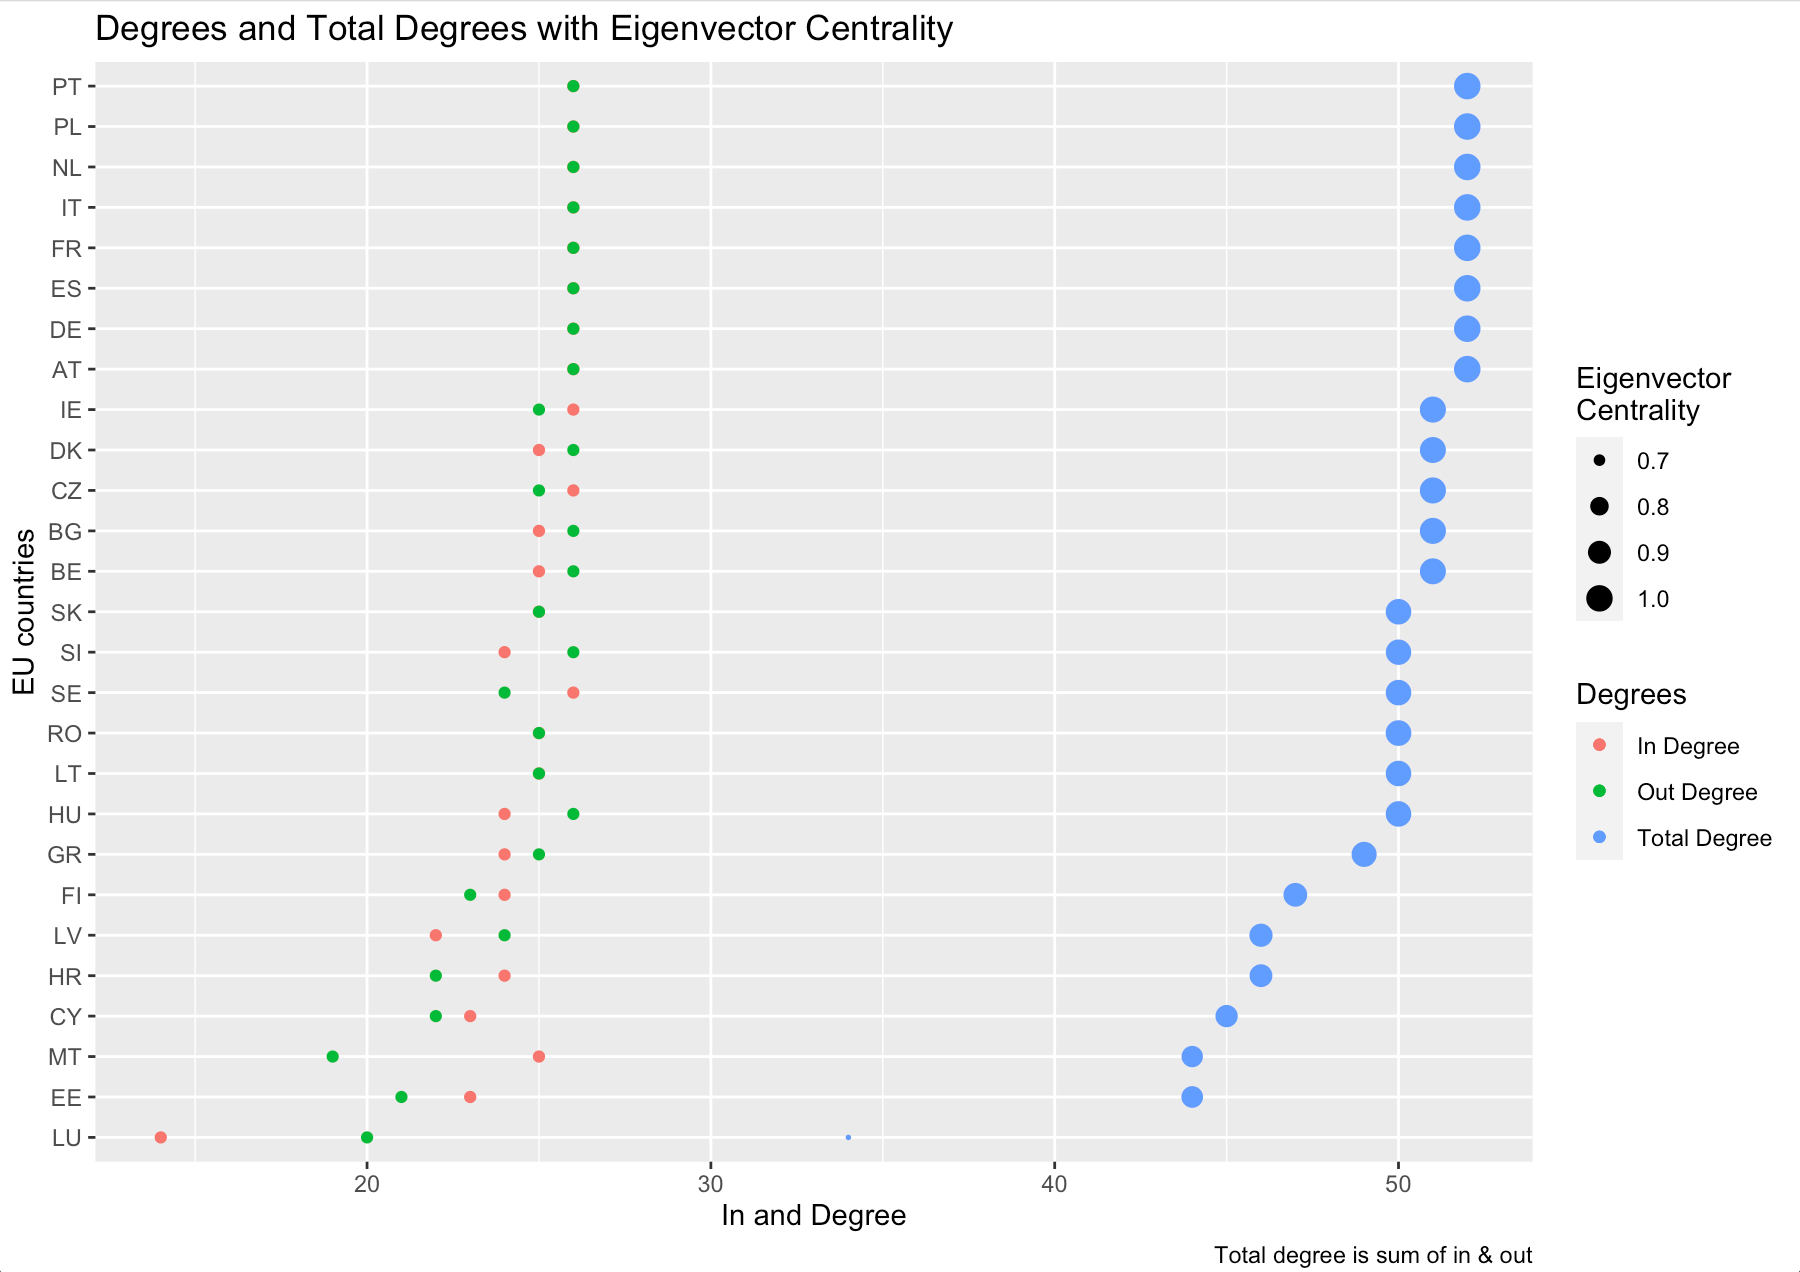 Degrees and Total Degrees with Eigenvector Centrality
PT
PL
NL
IT
FR
ES
DE
AT
IE
DK
CZ
BG
BE
SK
SI
SE
RO
LT
HU
GR
FI
LV
HR
CY
MT
EE
LU
EU countries
20 30 40 50
In and Degree
Total degree is sum of in & out
Eigenvector
Centrality
0.7
0.8
0.9
1.0
Degrees
In Degree
Out Degree
Total Degree